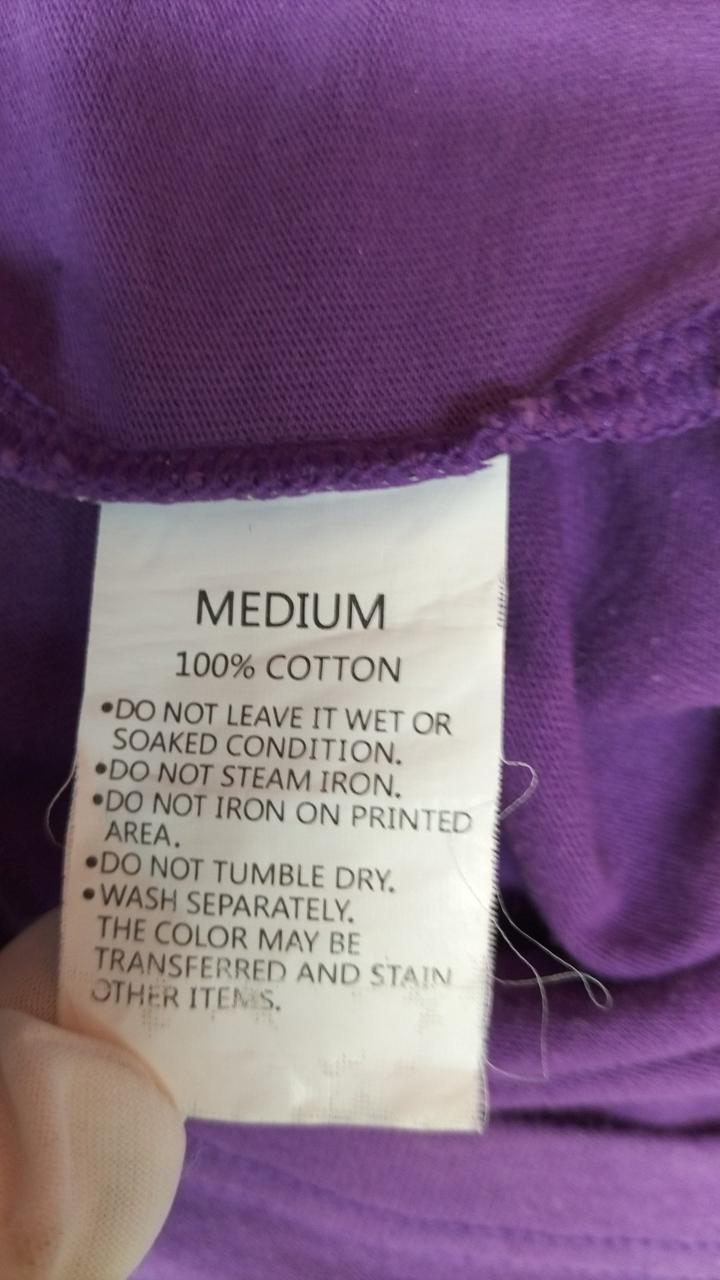 MEDIUM
100% COTTON
•DO NOT LEAVE IT WET OR
SOAKED CONDITION.
•DO NOT STEAM IRON.
•DO NOT IRON ON PRINTED
AREA.
•DO NOT TUMBLE DRY.
•WASH SEPARATELY.
THE COLOR MAY BE
TRANSFERRED AND STAIN
OTHER ITEMS.